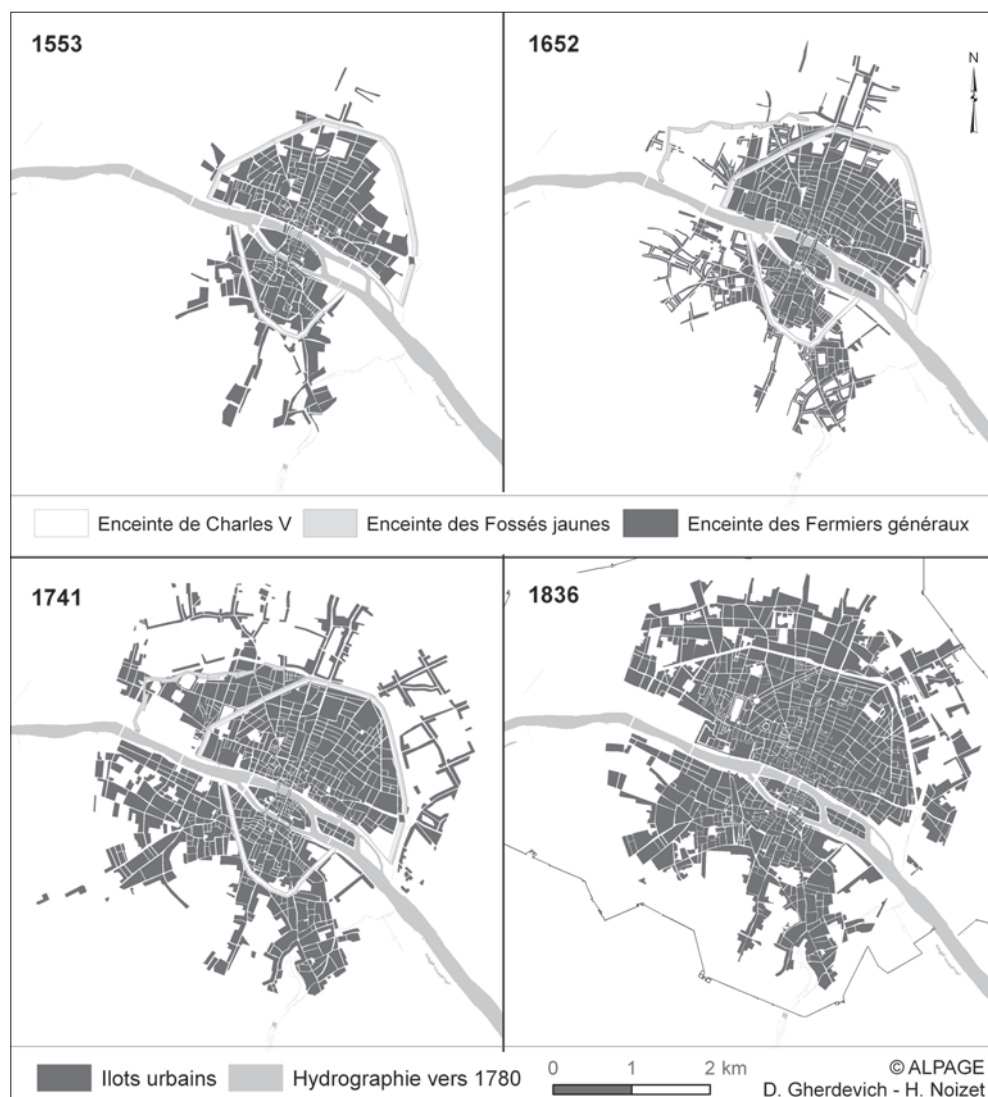 1553
1652
N
Enceinte de Charles V
Enceinte des Fossés jaunes
Enceinte des Fermiers généraux
1741
1836
Ilots urbains
Hydrographie vers 1780
0 1 2 km
© ALPAGE
D. Gherdevich - H. Noizet